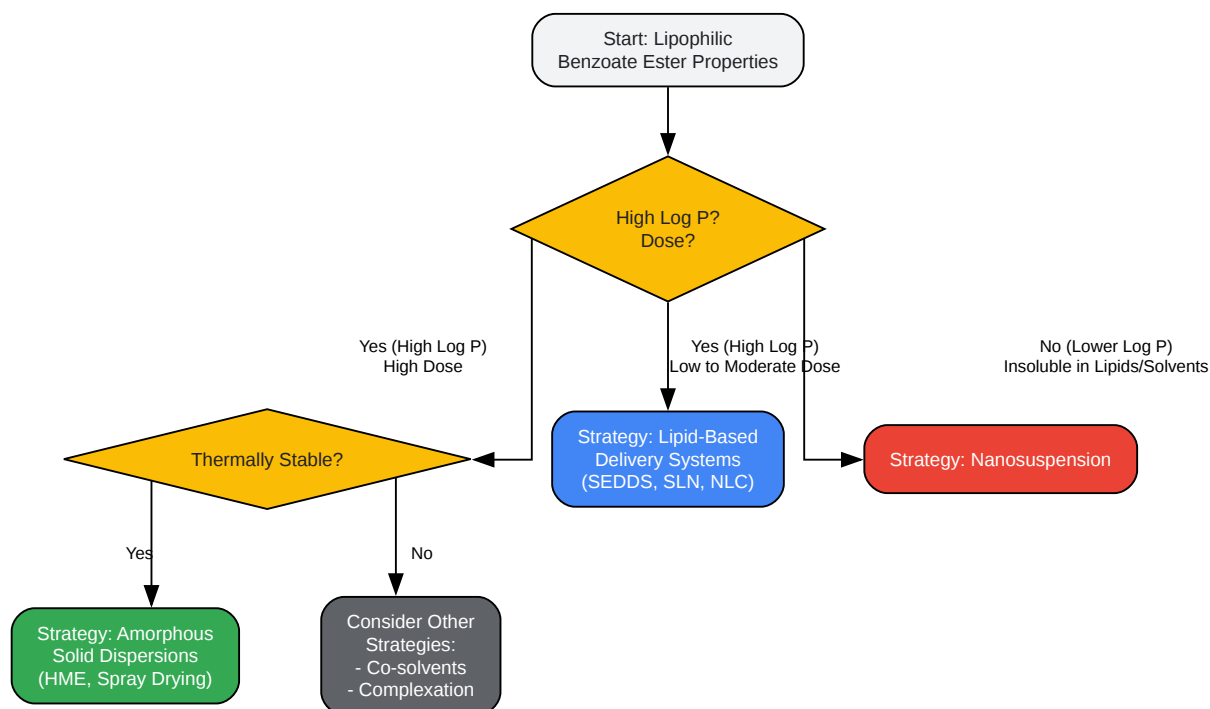 Start: Lipophilic
Benzoate Ester Properties
High Log P?
Dose?
Yes (High Log P)
High Dose
Yes (High Log P)
Low to Moderate Dose
No (Lower Log P)
Insoluble in Lipids/Solvents
Thermally Stable?
Strategy: Lipid-Based
Delivery Systems
(SEDDS, SLN, NLC)
Strategy: Nanosuspension
Yes
No
Strategy: Amorphous
Solid Dispersions
(HME, Spray Drying)
Consider Other
Strategies:
- Co-solvents
- Complexation